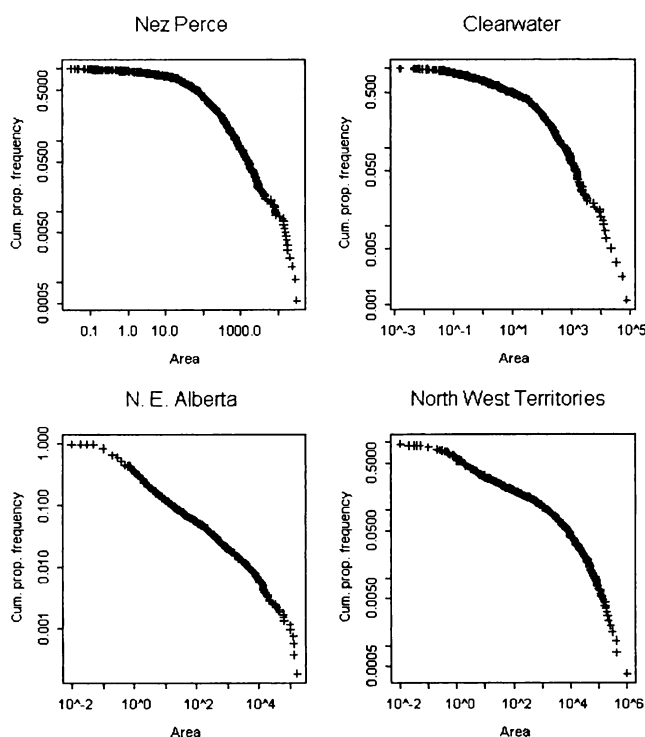 Nez Perce
Cum. prop. frequency
0.5000
0.0500
0.0050
0.0005
0.1 1.0 10.0 1000.0
Area
Clearwater
Cum. prop. frequency
0.500
0.050
0.005
0.001
10^-3 10^-1 10^1 10^3 10^5
Area
N. E. Alberta
Cum. prop. frequency
1.000
0.100
0.010
0.001
10^-2 10^0 10^2 10^4
Area
North West Territories
Cum. prop. frequency
0.5000
0.0500
0.0050
0.0005
10^-2 10^0 10^2 10^4 10^6
Area